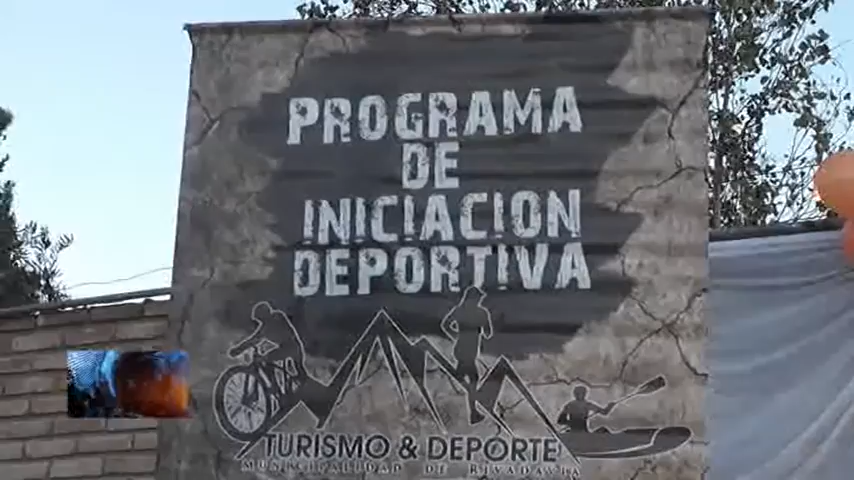 PROGRAMA
DE
INICIACION
DEPORTIVA
TURISMO & DEPORTE
MUNICIPALIDAD DE RIVADAVIA